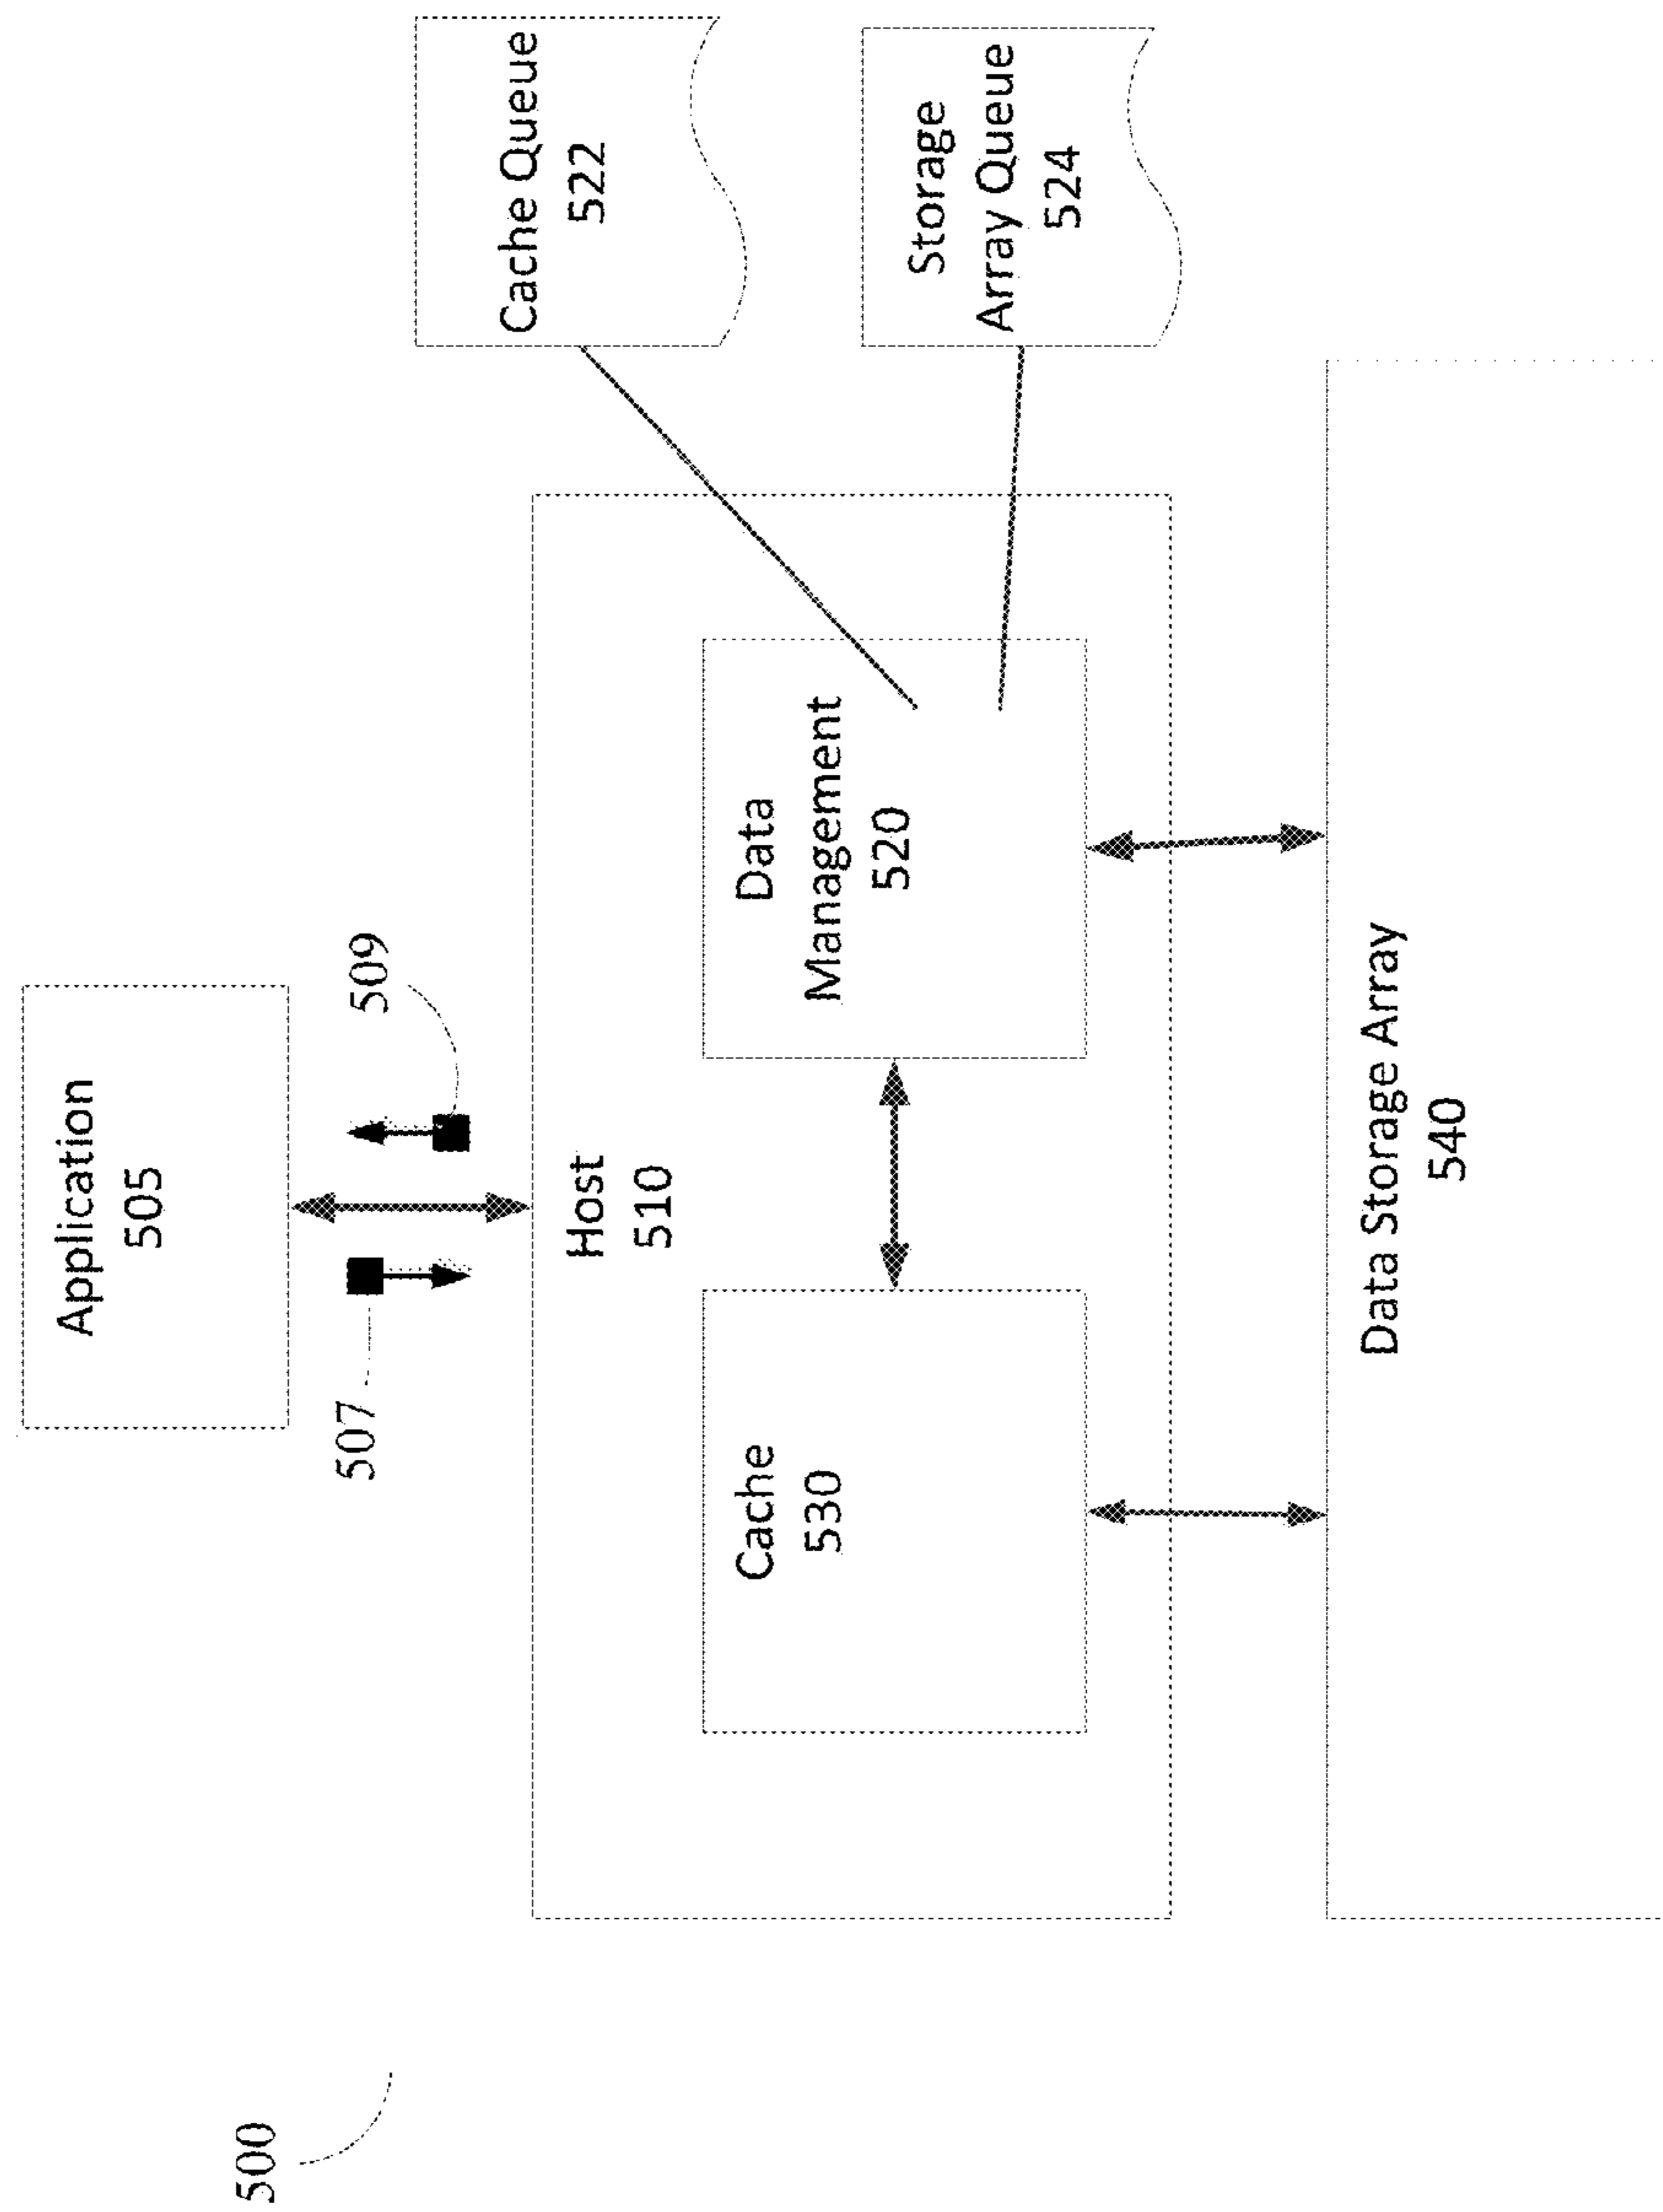 500
Application
505
507
509
Host
510
Cache
530
Data
Management
520
Cache Queue
522
Storage
Array Queue
524
Data Storage Array
540